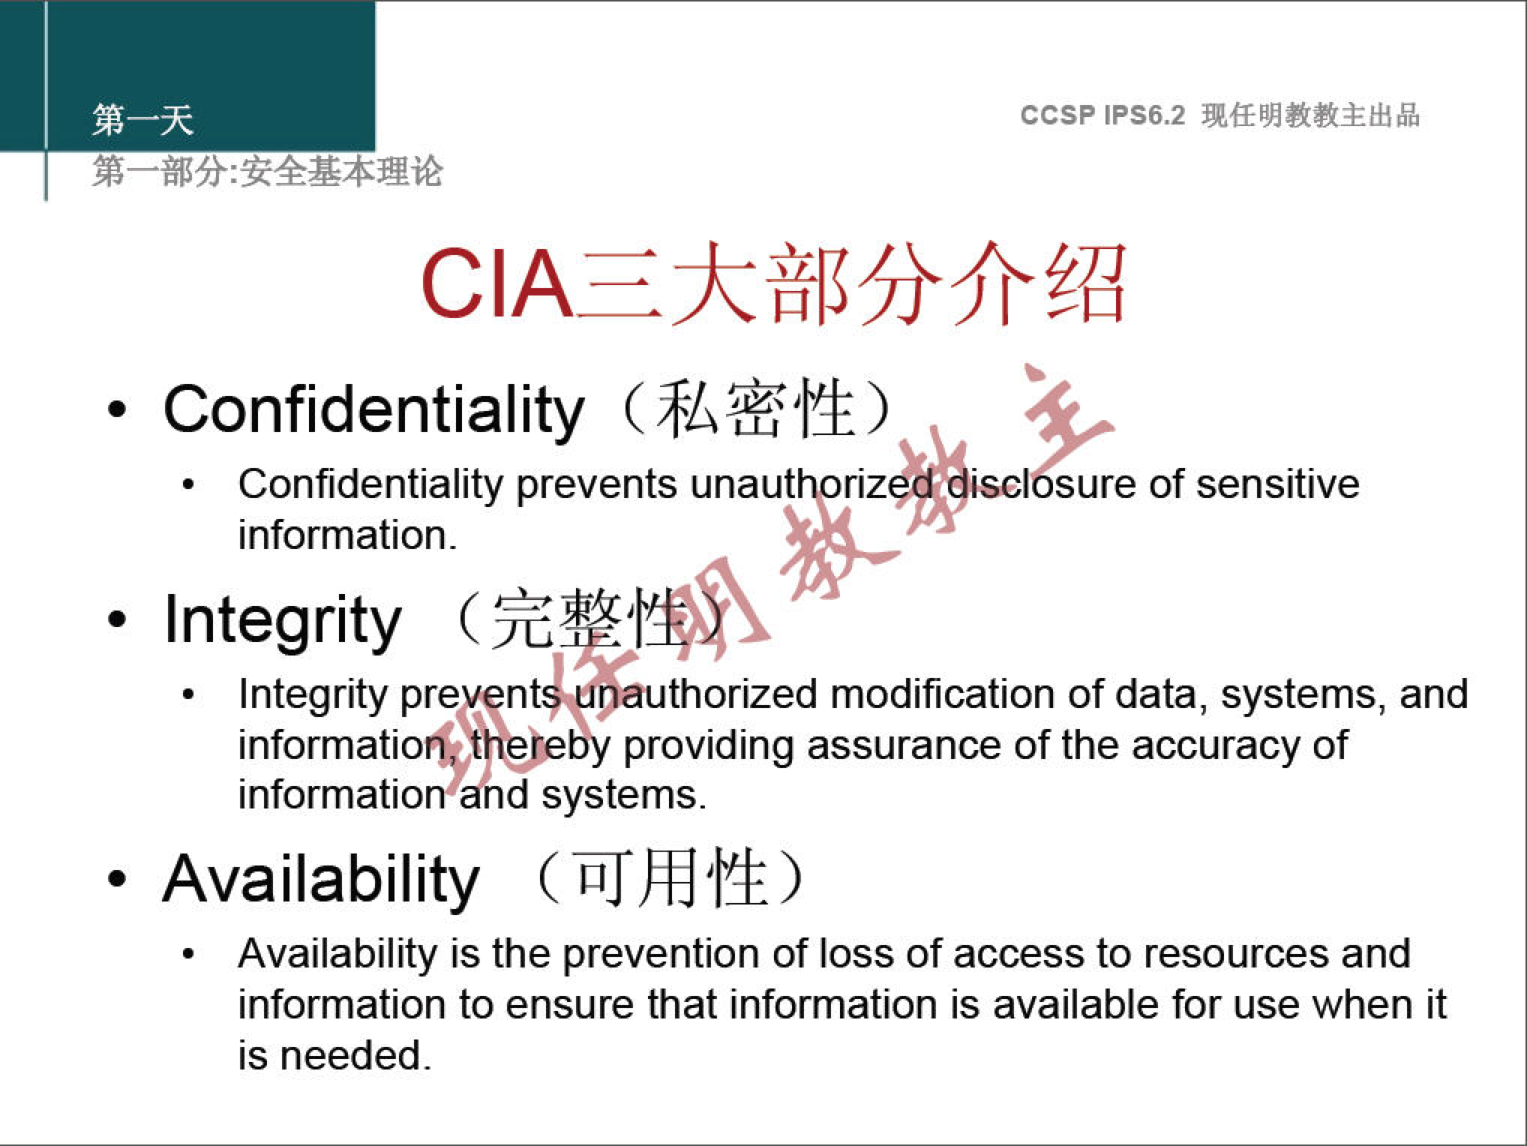 第一天
CCSP IPS6.2 现任明教教主出品
第一部分:安全基本理论
CIA三大部分介绍
• Confidentiality（私密性）
• Confidentiality prevents unauthorized disclosure of sensitive
information.
• Integrity （完整性）
• Integrity prevents unauthorized modification of data, systems, and
information, thereby providing assurance of the accuracy of
information and systems.
• Availability （可用性）
• Availability is the prevention of loss of access to resources and
information to ensure that information is available for use when it
is needed.
现任明教教主